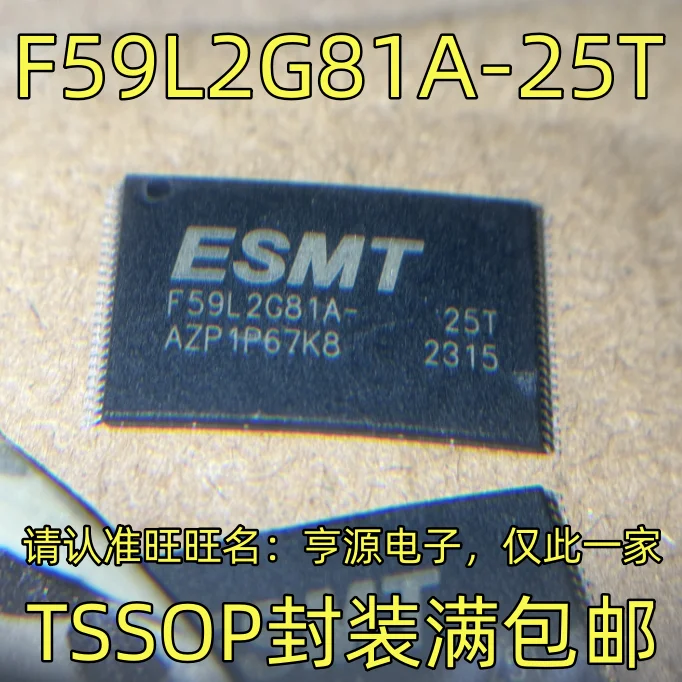 F59L2G81A-25T
ESMT
F59L2G81A- 25T
AZP1P67K8 2315
请认准旺旺名：亨源电子，仅此一家
TSSOP封装满包邮